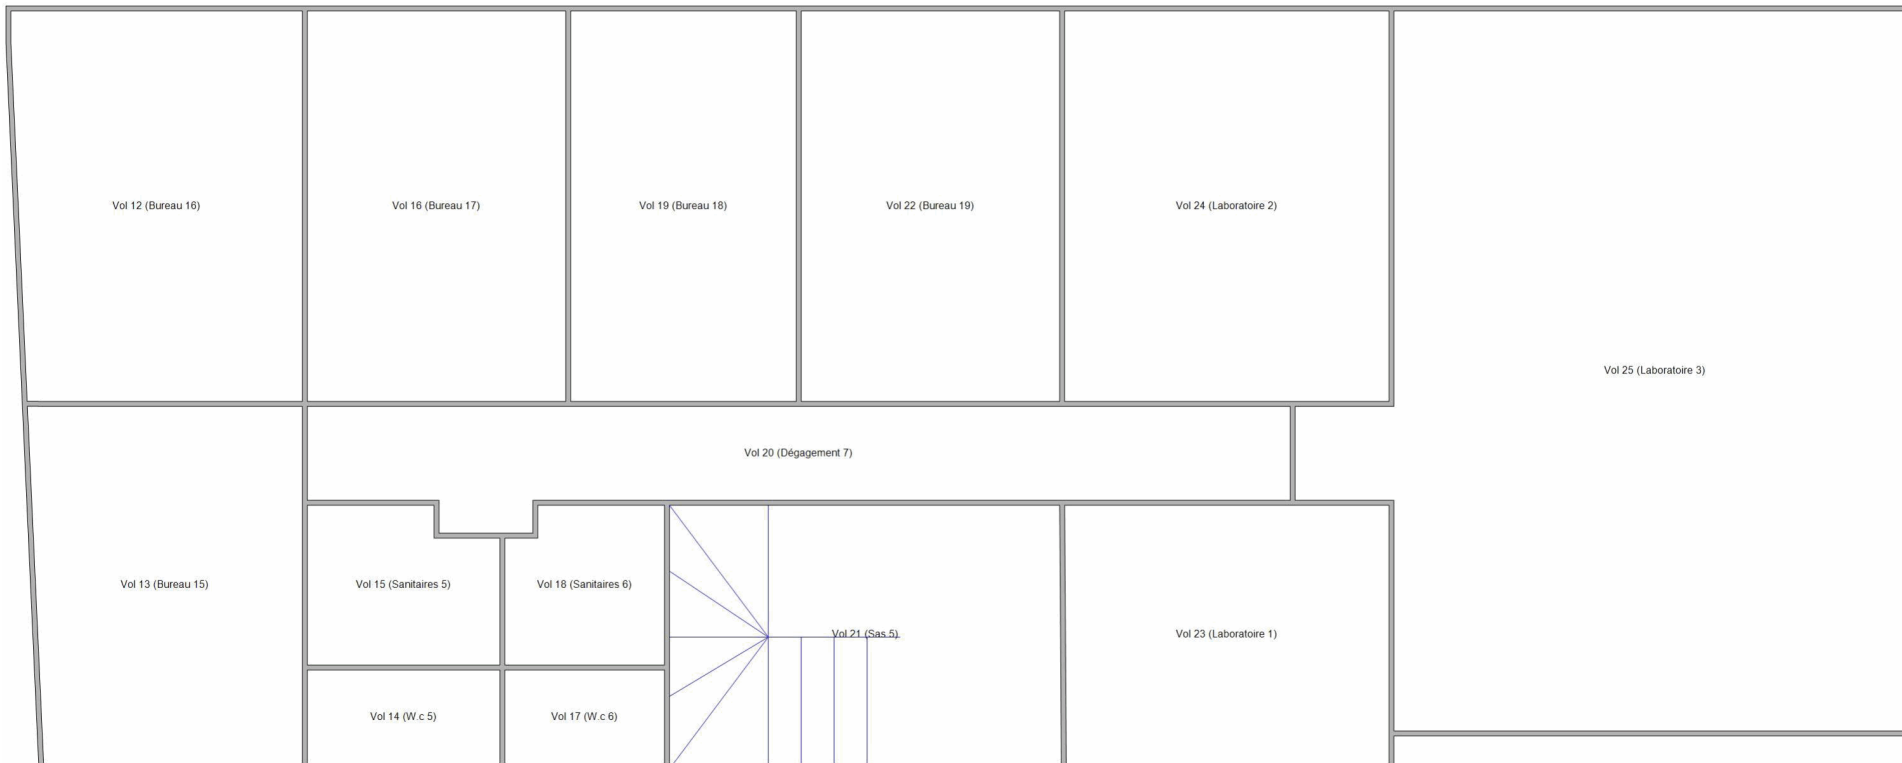 Vol 12 (Bureau 16)
Vol 16 (Bureau 17)
Vol 19 (Bureau 18)
Vol 22 (Bureau 19)
Vol 24 (Laboratoire 2)
Vol 25 (Laboratoire 3)
Vol 20 (Dégagement 7)
Vol 13 (Bureau 15)
Vol 15 (Sanitaires 5)
Vol 18 (Sanitaires 6)
Vol 21 (Sas 5)
Vol 23 (Laboratoire 1)
Vol 14 (W.c 5)
Vol 17 (W.c 6)